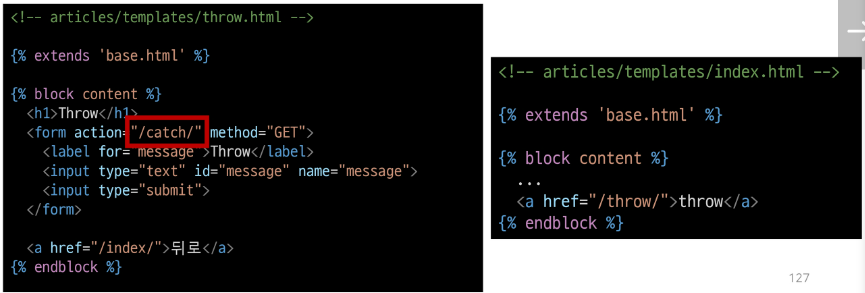 <!-- articles/templates/throw.html -->
{% extends 'base.html' %}
{% block content %}
<h1>Throw</h1>
<form action="/catch/" method="GET">
<label for="message">Throw</label>
<input type="text" id="message" name="message">
<input type="submit">
</form>
<a href="/index/">뒤로</a>
{% endblock %}
<!-- articles/templates/index.html -->
{% extends 'base.html' %}
{% block content %}
...
<a href="/throw/">throw</a>
{% endblock %}
127